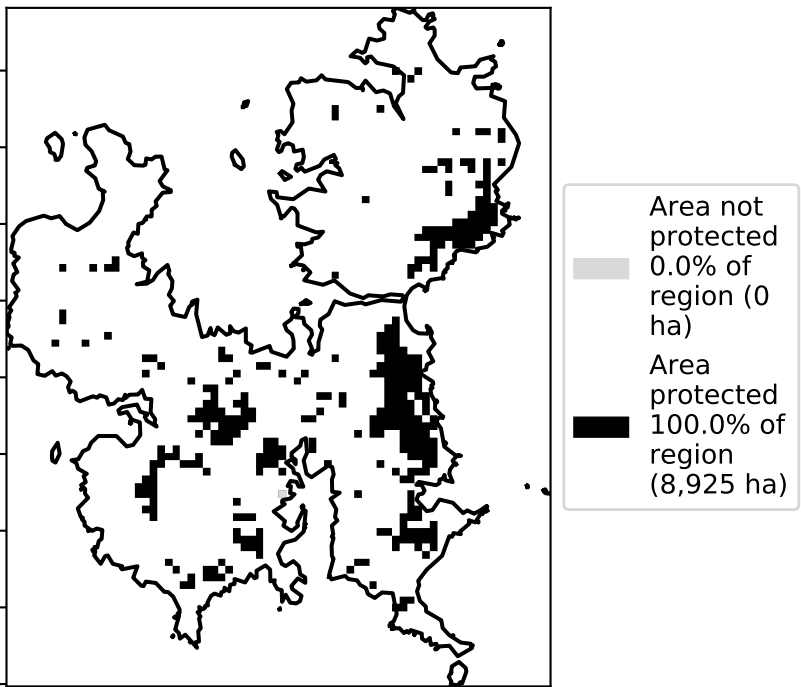 Area not
protected
0.0% of
region (0
ha)
Area
protected
100.0% of
region
(8,925 ha)